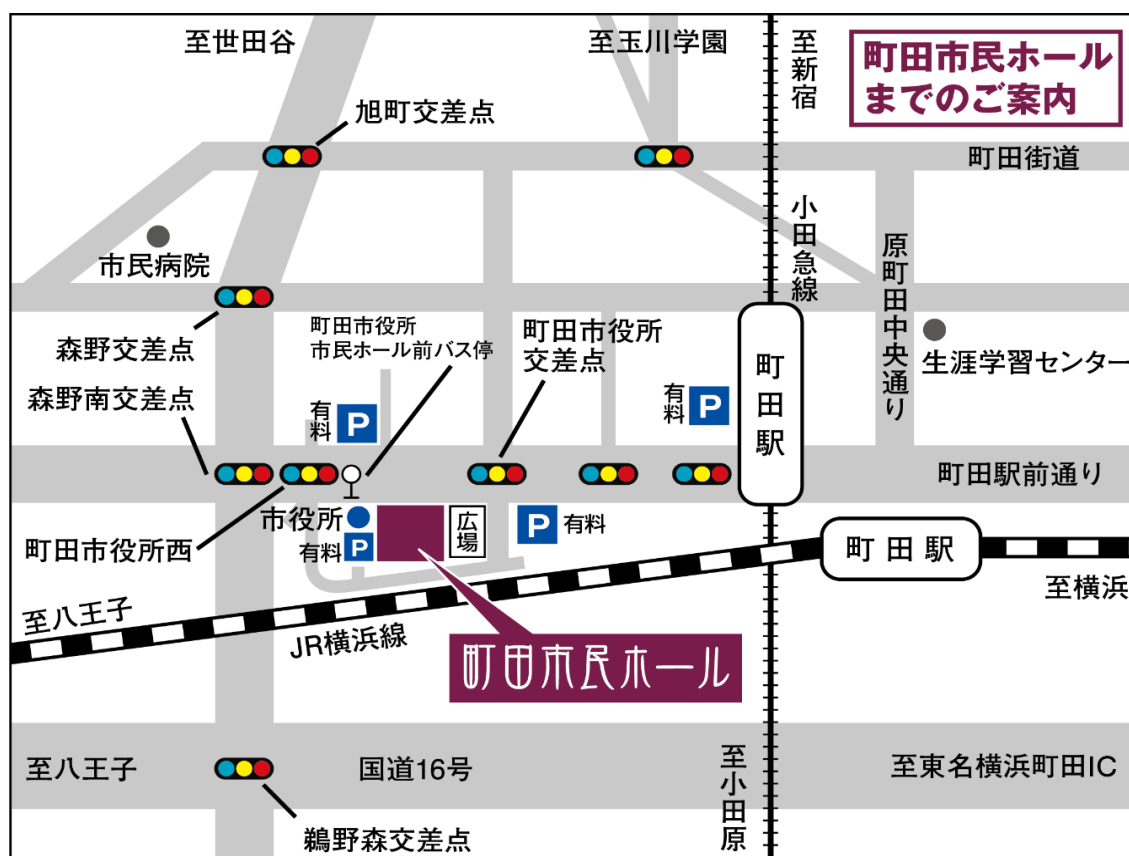 至世田谷
至玉川学園
至新宿
町田市民ホール
までのご案内
旭町交差点
町田街道
小田急線
原町田中央通り
市民病院
森野交差点
町田市役所
市民ホール前バス停
町田市役所
交差点
生涯学習センター
森野南交差点
有料
P
有料
P
町田駅
町田駅前通り
市役所
有料
P
広場
P
有料
町田市役所西
町田駅
至横浜
至八王子
JR横浜線
町田市民ホール
至八王子
国道16号
至小田原
至東名横浜町田IC
鵜野森交差点